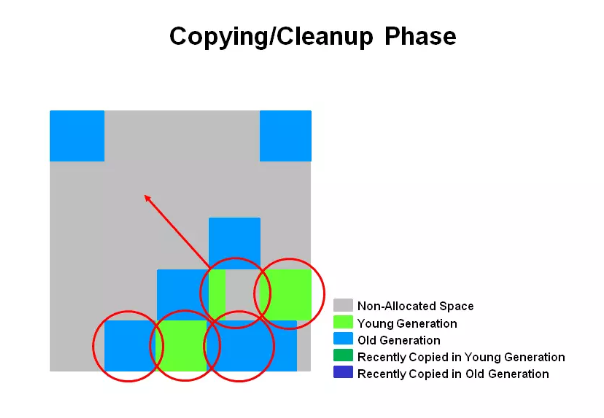 Copying/Cleanup Phase
Non-Allocated Space
Young Generation
Old Generation
Recently Copied in Young Generation
Recently Copied in Old Generation